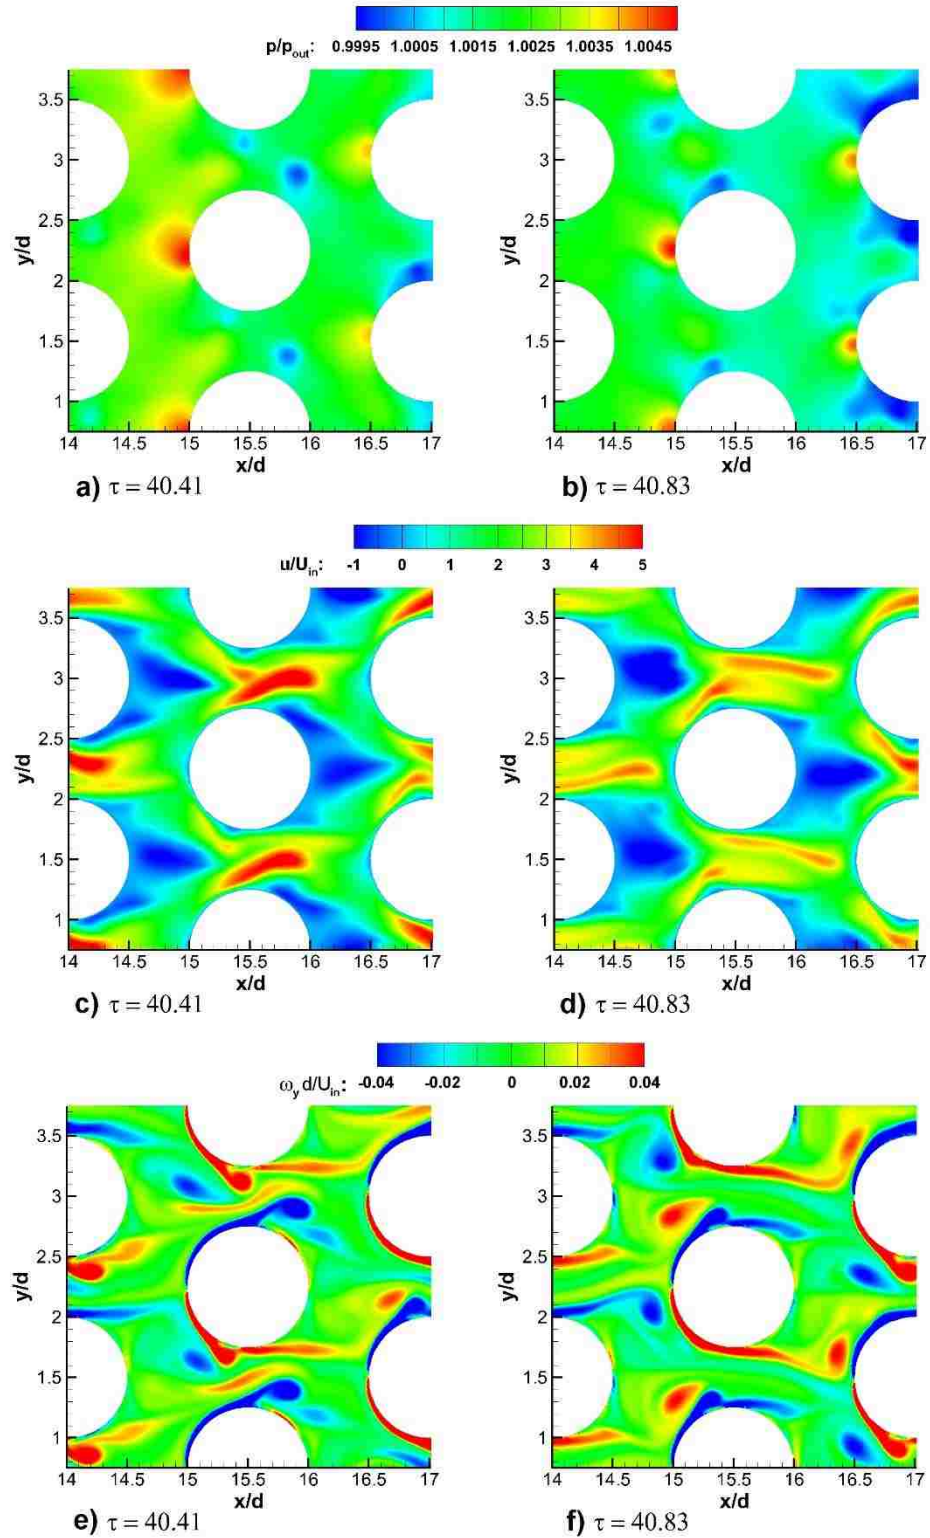 p/p_out: 0.9995 1.0005 1.0015 1.0025 1.0035 1.0045
3.5 3.5
3 3
2.5 2.5
y/d y/d
2 2
1.5 1.5
1 1
14 14.5 15 15.5 16 16.5 17 14 14.5 15 15.5 16 16.5 17
x/d x/d
a) τ = 40.41 b) τ = 40.83
u/U_in: -1 0 1 2 3 4 5
3.5 3.5
3 3
2.5 2.5
y/d y/d
2 2
1.5 1.5
1 1
14 14.5 15 15.5 16 16.5 17 14 14.5 15 15.5 16 16.5 17
x/d x/d
c) τ = 40.41 d) τ = 40.83
ω_y d/U_in: -0.04 -0.02 0 0.02 0.04
3.5 3.5
3 3
2.5 2.5
y/d y/d
2 2
1.5 1.5
1 1
14 14.5 15 15.5 16 16.5 17 14 14.5 15 15.5 16 16.5 17
x/d x/d
e) τ = 40.41 f) τ = 40.83